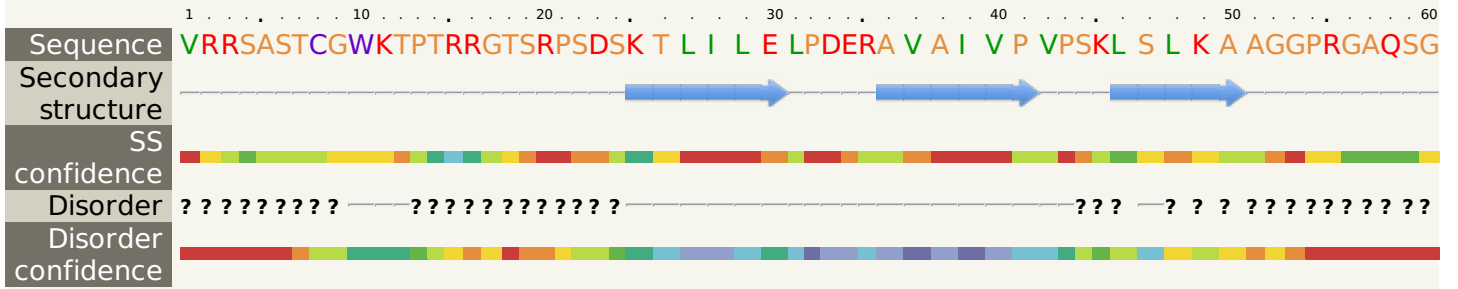 1 . . . . . . . . 10 . . . . . . . . . 20 . . . . . . . . . 30 . . . . . . . . . 40 . . . . . . . . . 50 . . . . . . . . . 60
Sequence VRRSASTCGWKTPTRRGTSRPSDSK T L I L E LPDERA V A I V P VPSKL S L K A AGGPRGAQSG
Secondary
structure
SS
confidence
Disorder ? ? ? ? ? ? ? ? ? ? ? ? ? ? ? ? ? ? ? ? ? ? ? ? ? ? ? ? ? ? ? ? ? ? ? ? ?
Disorder
confidence